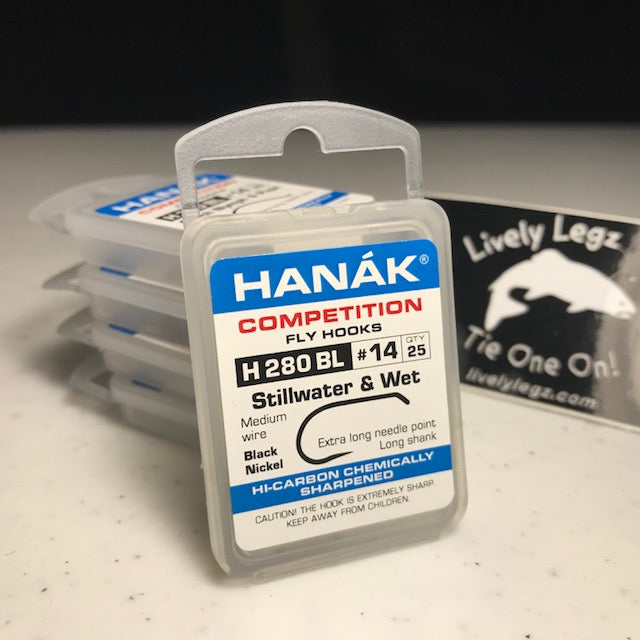 HANÁK®
COMPETITION
FLY HOOKS
H 280 BL #14 QTY 25
Stillwater & Wet
Medium wire
Black Nickel
Extra long needle point
Long shank
HI-CARBON CHEMICALLY
SHARPENED
CAUTION! THE HOOK IS EXTREMELY SHARP.
KEEP AWAY FROM CHILDREN.
HANÁK
COMPETITION
Lively Legz
Tie One On!
livelylegz.com